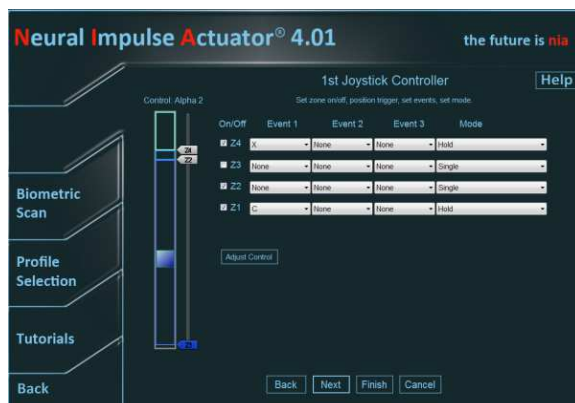 Neural Impulse Actuator® 4.01
the future is nia
1st Joystick Controller
Help
Control: Alpha 2
Set zone on/off, position trigger, set events, set mode.
On/Off Event 1 Event 2 Event 3 Mode
Z4 X None None Hold
Z3 None None None Single
Z2 None None None Single
Z1 C None None Hold
Z4
Z2
Z1
Adjust Control
Biometric
Scan
Profile
Selection
Tutorials
Back
Back Next Finish Cancel